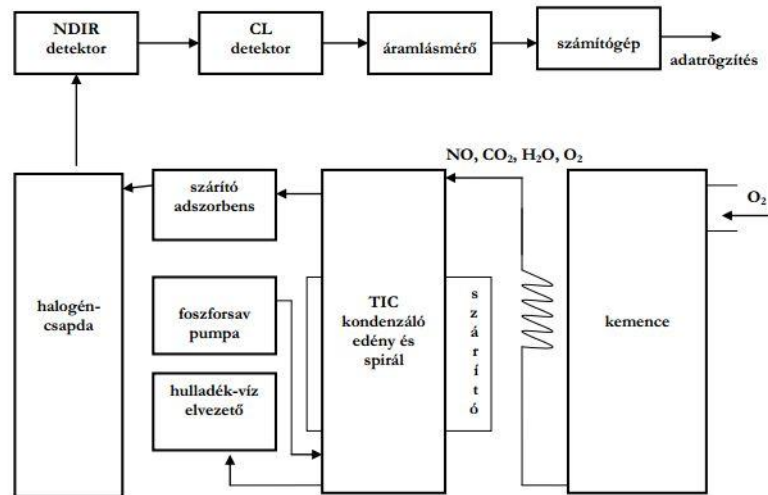 NDIR
detektor
CL
detektor
áramlásmérő
számítógép
adatrögzítés
NO, CO₂, H₂O, O₂
O₂
szárító
adszorbens
halogén-
csapda
foszforsav
pumpa
hulladék-víz
elvezető
TIC
kondenzáló
edény és
spirál
s
z
á
r
í
t
ó
kemence